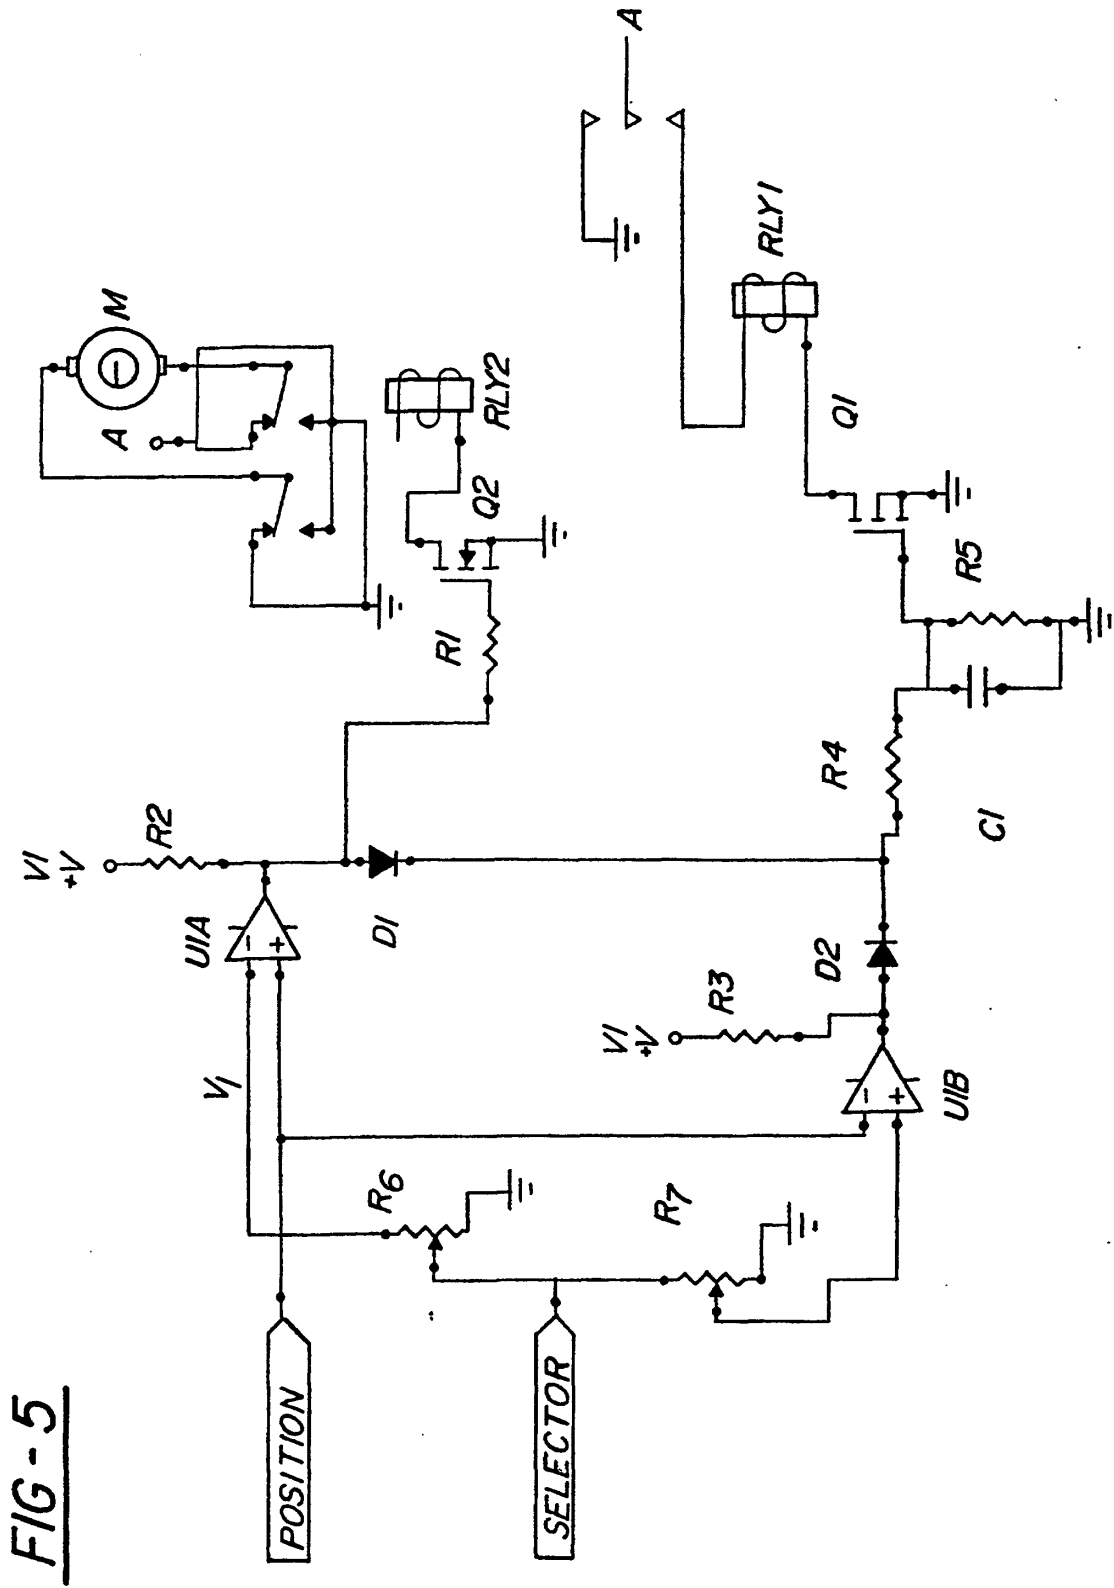 FIG-5
POSITION
SELECTOR
V1
R6
R7
U1A
-
+
V1
+V
R2
D1
V1
+V
R3
D2
-
+
U1B
R1
Q2
RLY2
A
M
R4
C1
R5
Q1
RLY1
A